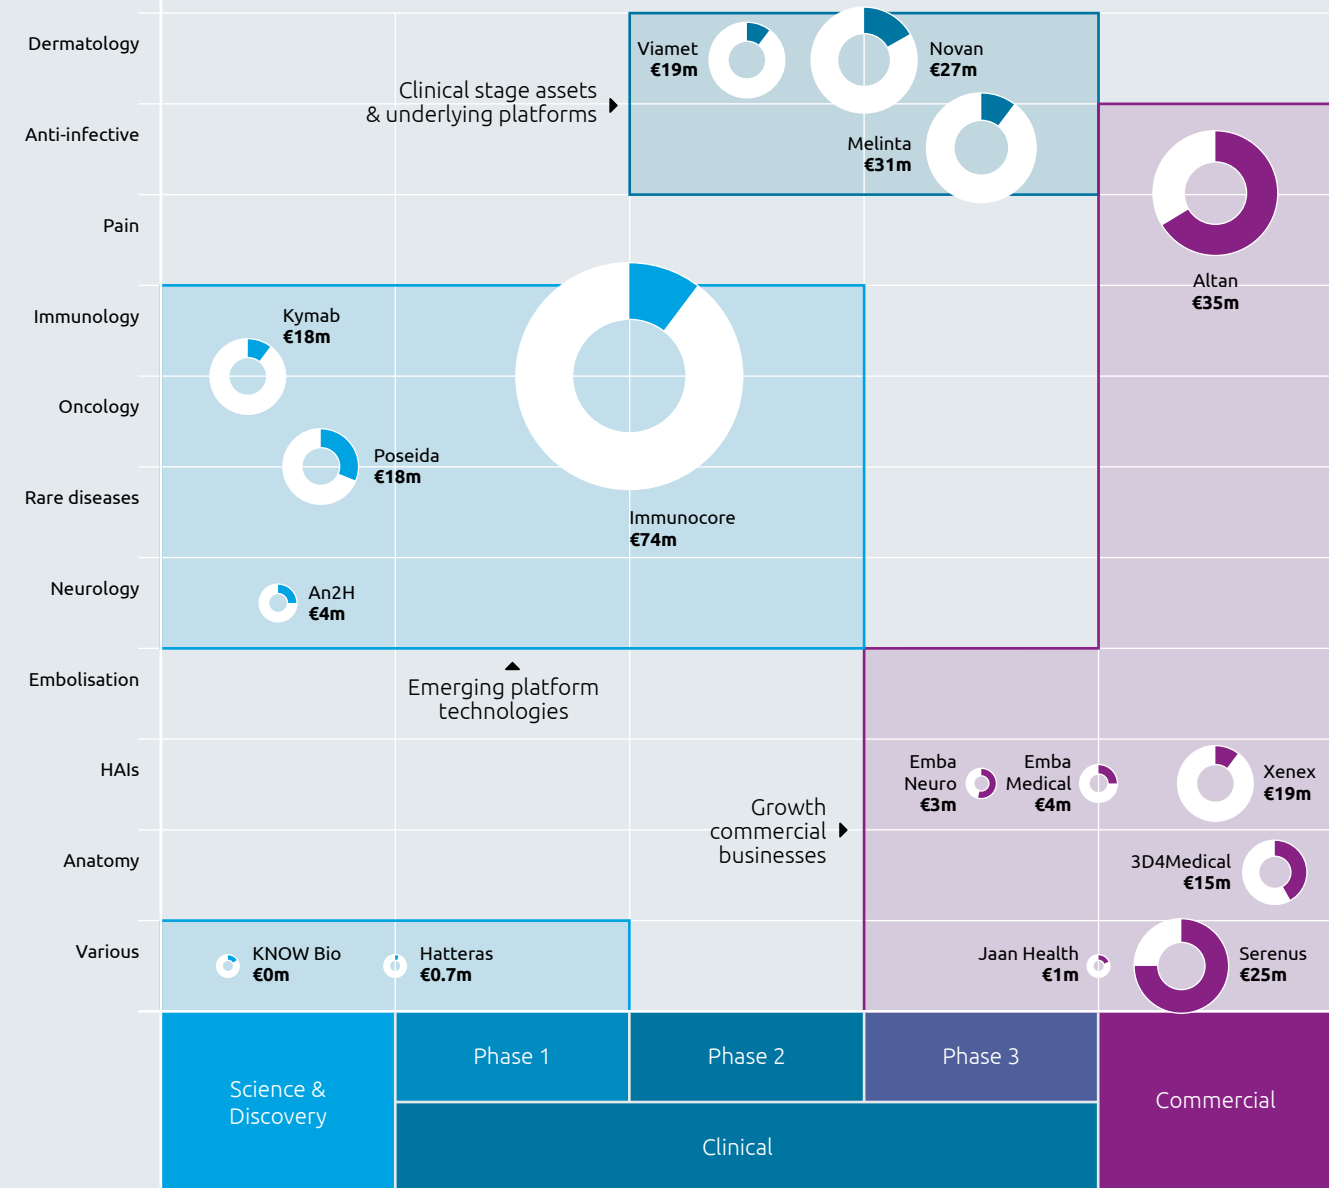 Dermatology
Anti-infective
Pain
Immunology
Oncology
Rare diseases
Neurology
Embolisation
HAIs
Anatomy
Various
Clinical stage assets
& underlying platforms
Viamet
€19m
Novan
€27m
Melinta
€31m
Altan
€35m
Kymab
€18m
Poseida
€18m
Immunocore
€74m
An2H
€4m
Emerging platform
technologies
Growth
commercial
businesses
Emba
Neuro
€3m
Emba
Medical
€4m
Xenex
€19m
3D4Medical
€15m
KNOW Bio
€0m
Hatteras
€0.7m
Jaan Health
€1m
Serenus
€25m
Science &
Discovery
Phase 1
Phase 2
Phase 3
Clinical
Commercial